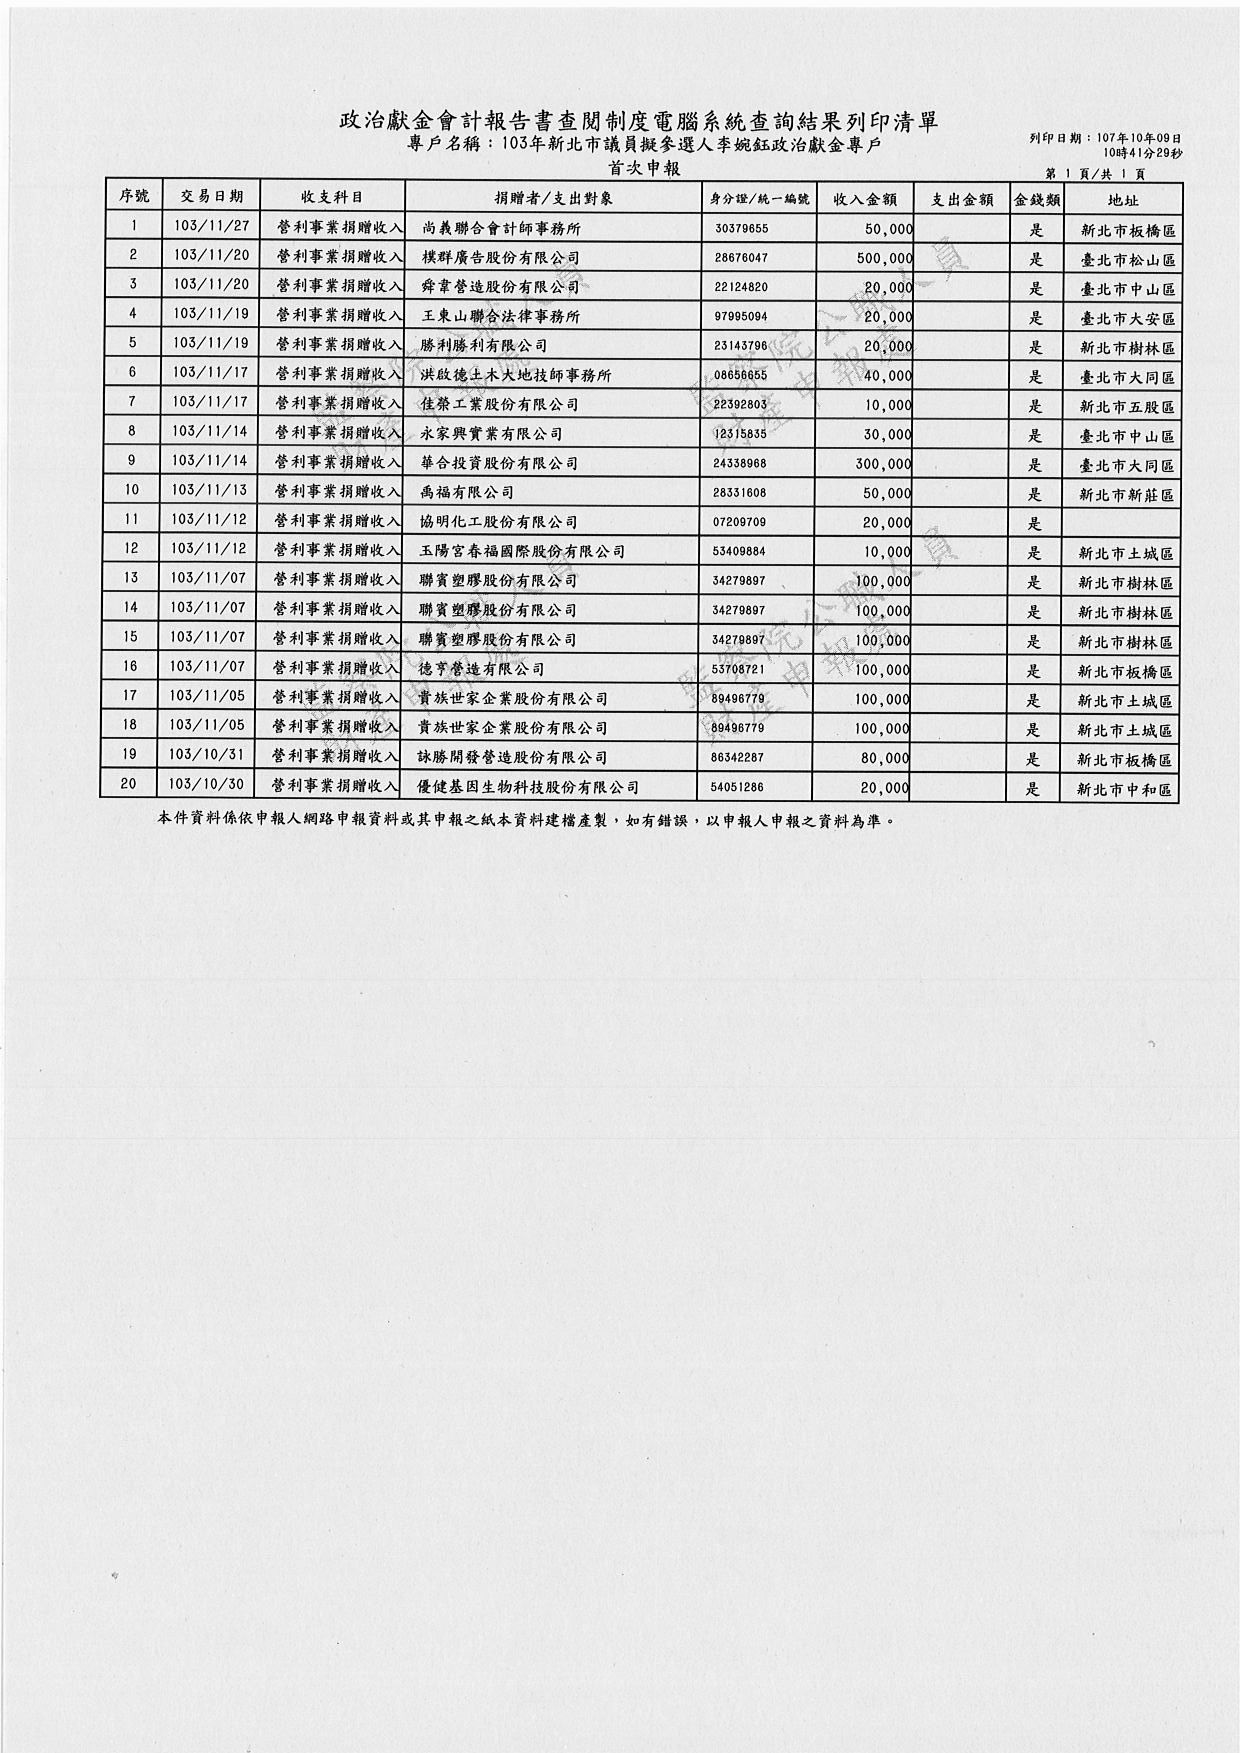 政治獻金會計報告書查閱制度電腦系統查詢結果列印清單
專戶名稱：103年新北市議員擬參選人李婉鈺政治獻金專戶
列印日期：107年10年09日
10時41分29秒
首次申報
第 1 頁/共 1 頁
序號 交易日期 收支科目 捐贈者/支出對象 身分證/統一編號 收入金額 支出金額 金錢類 地址
1 103/11/27 營利事業捐贈收入 尚義聯合會計師事務所 30379655 50,000 是 新北市板橋區
2 103/11/20 營利事業捐贈收入 樸群廣告股份有限公司 28676047 500,000 是 臺北市松山區
3 103/11/20 營利事業捐贈收入 舜韋營造股份有限公司 22124820 20,000 是 臺北市中山區
4 103/11/19 營利事業捐贈收入 王東山聯合法律事務所 97995094 20,000 是 臺北市大安區
5 103/11/19 營利事業捐贈收入 勝利勝利有限公司 23143796 20,000 是 新北市樹林區
6 103/11/17 營利事業捐贈收入 洪啟德土木大地技師事務所 08656655 40,000 是 臺北市大同區
7 103/11/17 營利事業捐贈收入 佳榮工業股份有限公司 22392803 10,000 是 新北市五股區
8 103/11/14 營利事業捐贈收入 永家興實業有限公司 12315835 30,000 是 臺北市中山區
9 103/11/14 營利事業捐贈收入 華合投資股份有限公司 24338968 300,000 是 臺北市大同區
10 103/11/13 營利事業捐贈收入 禹福有限公司 28331608 50,000 是 新北市新莊區
11 103/11/12 營利事業捐贈收入 協明化工股份有限公司 07209709 20,000 是
12 103/11/12 營利事業捐贈收入 玉陽宮春福國際股份有限公司 53409884 10,000 是 新北市土城區
13 103/11/07 營利事業捐贈收入 聯賓塑膠股份有限公司 34279897 100,000 是 新北市樹林區
14 103/11/07 營利事業捐贈收入 聯賓塑膠股份有限公司 34279897 100,000 是 新北市樹林區
15 103/11/07 營利事業捐贈收入 聯賓塑膠股份有限公司 34279897 100,000 是 新北市樹林區
16 103/11/07 營利事業捐贈收入 德亨營造有限公司 53708721 100,000 是 新北市板橋區
17 103/11/05 營利事業捐贈收入 貴族世家企業股份有限公司 89496779 100,000 是 新北市土城區
18 103/11/05 營利事業捐贈收入 貴族世家企業股份有限公司 89496779 100,000 是 新北市土城區
19 103/10/31 營利事業捐贈收入 詠勝開發營造股份有限公司 86342287 80,000 是 新北市板橋區
20 103/10/30 營利事業捐贈收入 優健基因生物科技股份有限公司 54051286 20,000 是 新北市中和區
本件資料係依申報人網路申報資料或其申報之紙本資料建檔產製，如有錯誤，以申報人申報之資料為準。
監察院公職人員
財產申報處
監察院公職人員
財產申報處
監察院公職人員
財產申報處
監察院公職人員
財產申報處